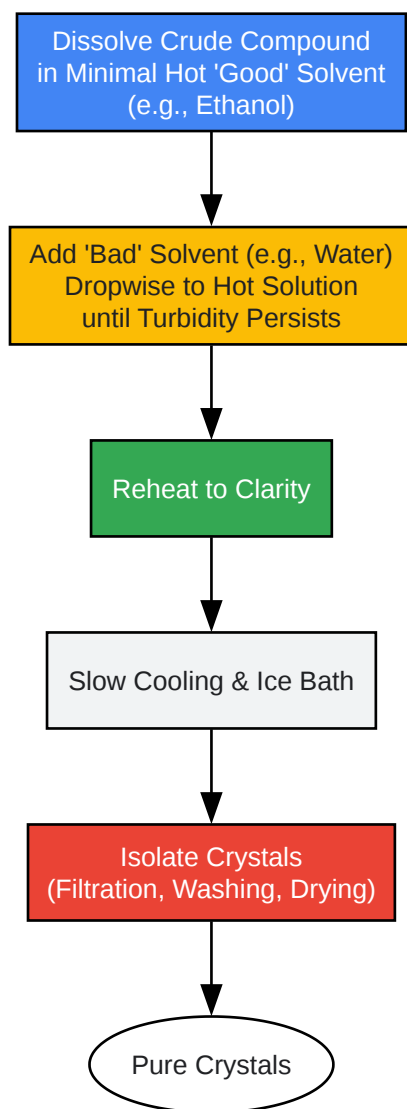 Dissolve Crude Compound
in Minimal Hot 'Good' Solvent
(e.g., Ethanol)
Add 'Bad' Solvent (e.g., Water)
Dropwise to Hot Solution
until Turbidity Persists
Reheat to Clarity
Slow Cooling & Ice Bath
Isolate Crystals
(Filtration, Washing, Drying)
Pure Crystals